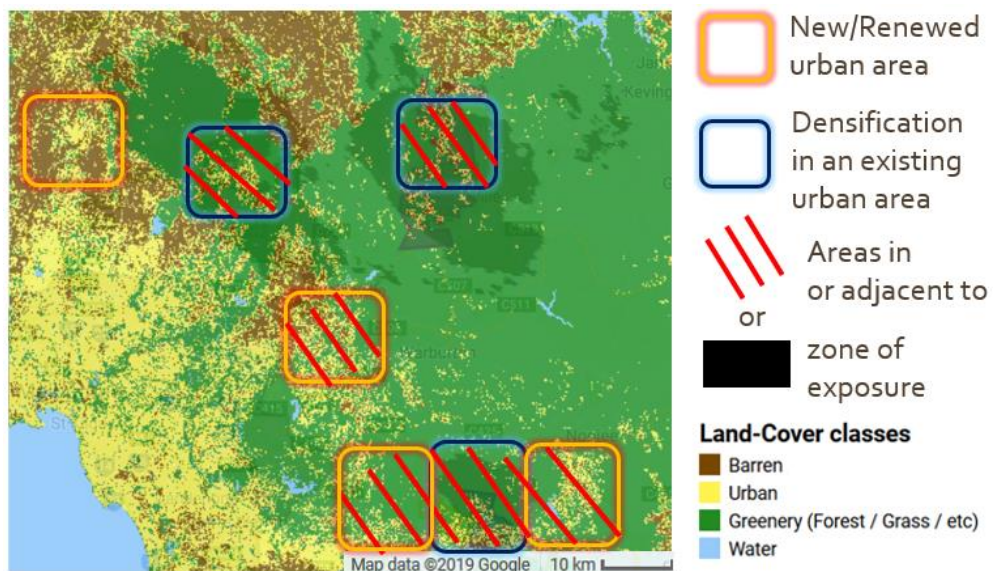 New/Renewed
urban area
Densification
in an existing
urban area
Areas in
or adjacent to
or
zone of
exposure
Land-Cover classes
Barren
Urban
Greenery (Forest / Grass / etc)
Water
Map data ©2019 Google
10 km